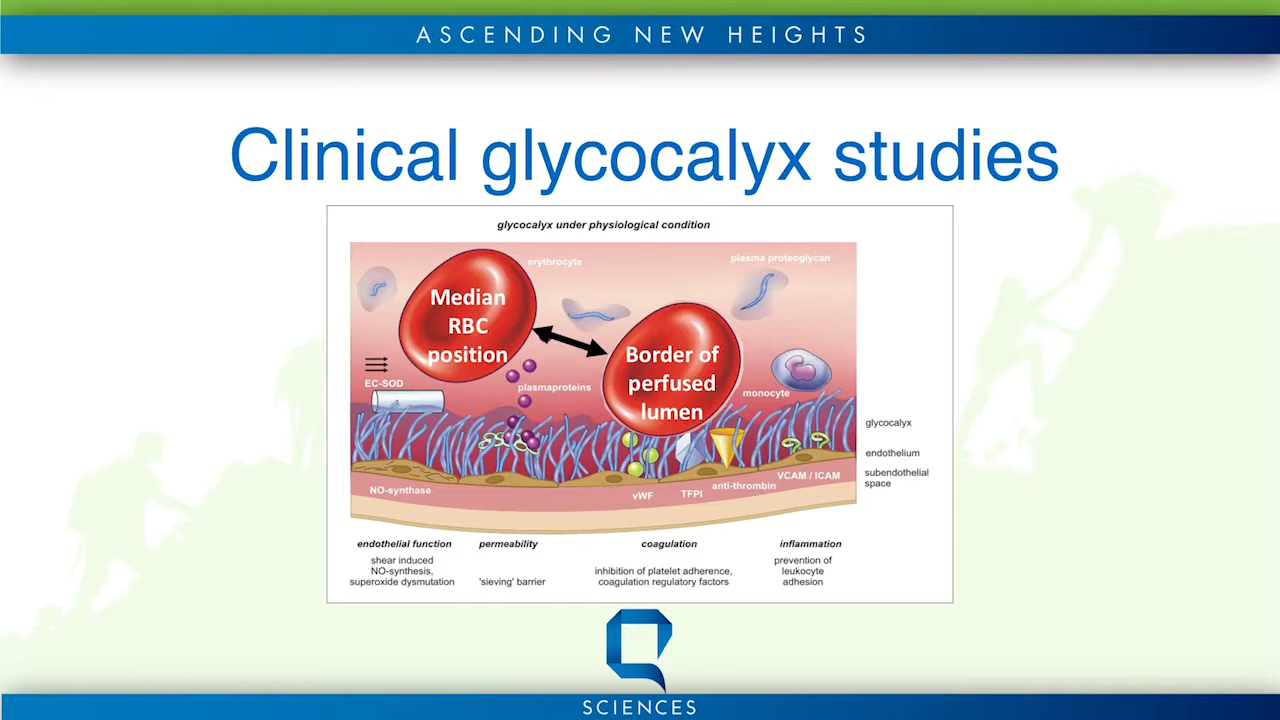 ASCENDING NEW HEIGHTS
Clinical glycocalyx studies
glycocalyx under physiological condition
erythrocyte
plasma proteoglycan
Median
RBC
position
Border of
perfused
lumen
EC-SOD
plasmaproteins
monocyte
glycocalyx
endothelium
subendothelial
space
NO-synthase
vWF
TFPI
anti-thrombin
VCAM / ICAM
endothelial function
shear induced
NO-synthesis,
superoxide dysmutation
permeability
'sieving' barrier
coagulation
inhibition of platelet adherence,
coagulation regulatory factors
inflammation
prevention of
leukocyte
adhesion
SCIENCES